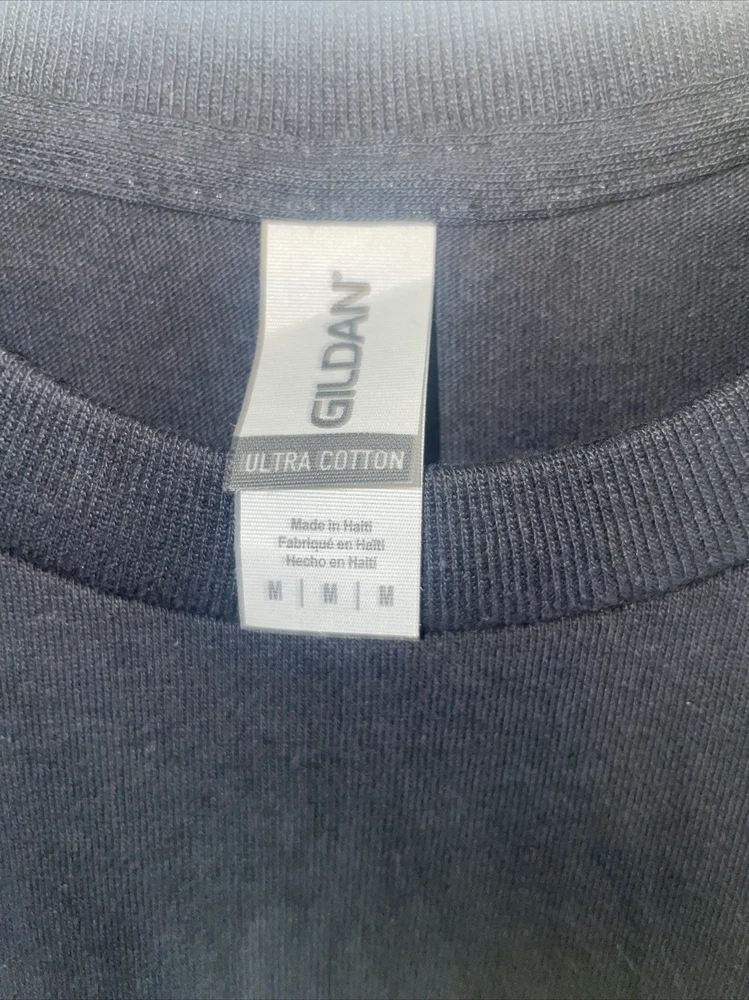 GILDAN®
ULTRA COTTON
Made in Haiti
Fabriqué en Haïti
Hecho en Haití
M | M | M